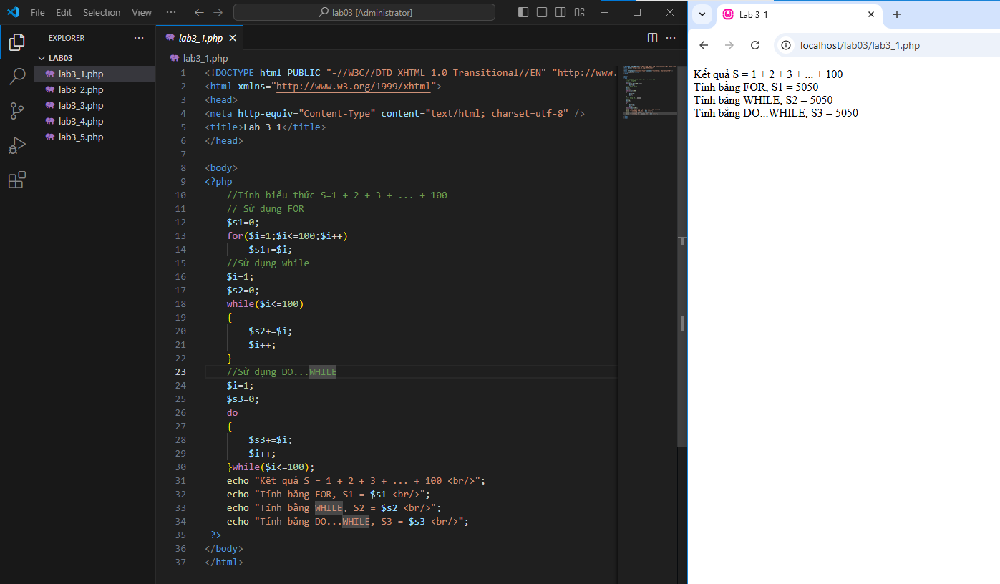 File Edit Selection View ··· lab03 [Administrator]
EXPLORER ···
LAB03
lab3_1.php
lab3_2.php
lab3_3.php
lab3_4.php
lab3_5.php
lab3_1.php
lab3_1.php
1 <!DOCTYPE html PUBLIC "-//W3C//DTD XHTML 1.0 Transitional//EN" "http://www.
2 <html xmlns="http://www.w3.org/1999/xhtml">
3 <head>
4 <meta http-equiv="Content-Type" content="text/html; charset=utf-8" />
5 <title>Lab 3_1</title>
6 </head>
7
8 <body>
9 <?php
10 //Tính biểu thức S=1 + 2 + 3 + ... + 100
11 // Sử dụng FOR
12 $s1=0;
13 for($i=1;$i<=100;$i++)
14 $s1+=$i;
15 //Sử dụng while
16 $i=1;
17 $s2=0;
18 while($i<=100)
19 {
20 $s2+=$i;
21 $i++;
22 }
23 //Sử dụng DO...WHILE
24 $i=1;
25 $s3=0;
26 do
27 {
28 $s3+=$i;
29 $i++;
30 }while($i<=100);
31 echo "Kết quả S = 1 + 2 + 3 + ... + 100 <br/>";
32 echo "Tính bằng FOR, S1 = $s1 <br/>";
33 echo "Tính bằng WHILE, S2 = $s2 <br/>";
34 echo "Tính bằng DO...WHILE, S3 = $s3 <br/>";
35 ?>
36 </body>
37 </html>
Lab 3_1
localhost/lab03/lab3_1.php
Kết quả S = 1 + 2 + 3 + ... + 100
Tính bằng FOR, S1 = 5050
Tính bằng WHILE, S2 = 5050
Tính bằng DO...WHILE, S3 = 5050